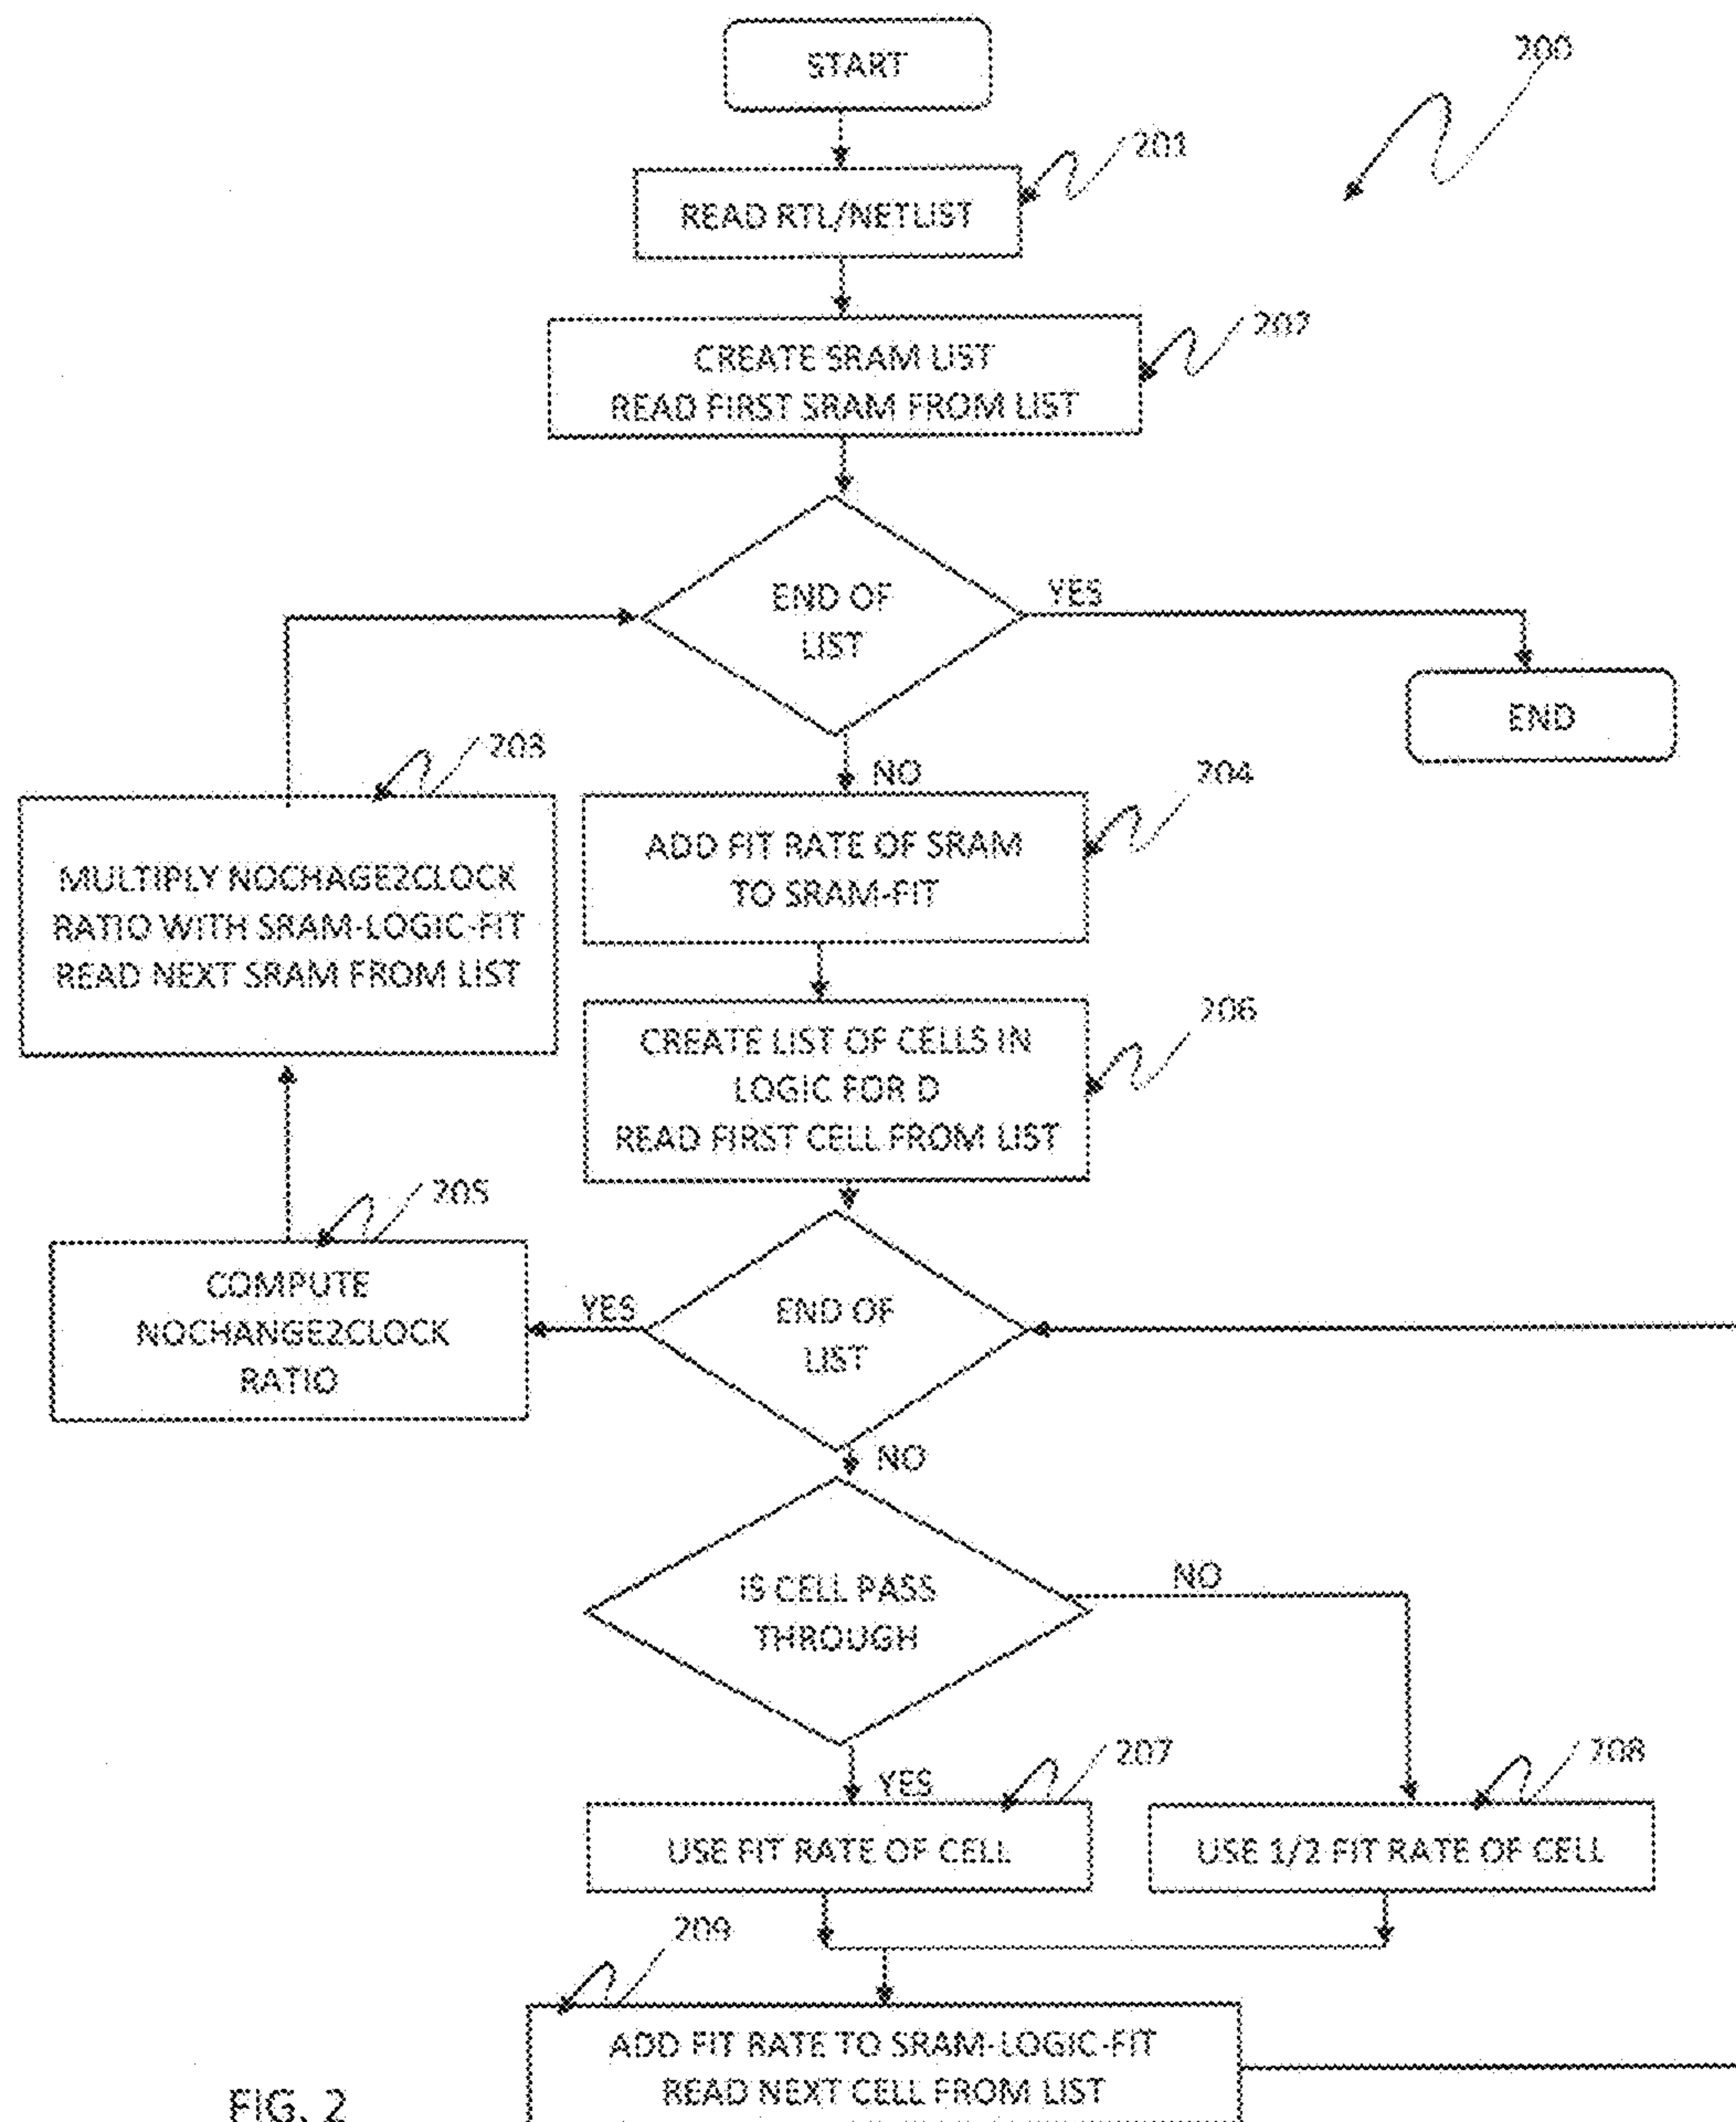 START
200
201
READ RTL/NETLIST
202
CREATE SRAM LIST
READ FIRST SRAM FROM LIST
END OF
LIST
YES
END
NO
203
MULTIPLY NOCHAGE2CLOCK
RATIO WITH SRAM-LOGIC-FIT
READ NEXT SRAM FROM LIST
204
ADD FIT RATE OF SRAM
TO SRAM-FIT
206
CREATE LIST OF CELLS IN
LOGIC FOR D
READ FIRST CELL FROM LIST
205
COMPUTE
NOCHANGE2CLOCK
RATIO
YES
END OF
LIST
NO
IS CELL PASS
THROUGH
NO
YES
207
USE FIT RATE OF CELL
208
USE 1/2 FIT RATE OF CELL
209
ADD FIT RATE TO SRAM-LOGIC-FIT
READ NEXT CELL FROM LIST
FIG. 2